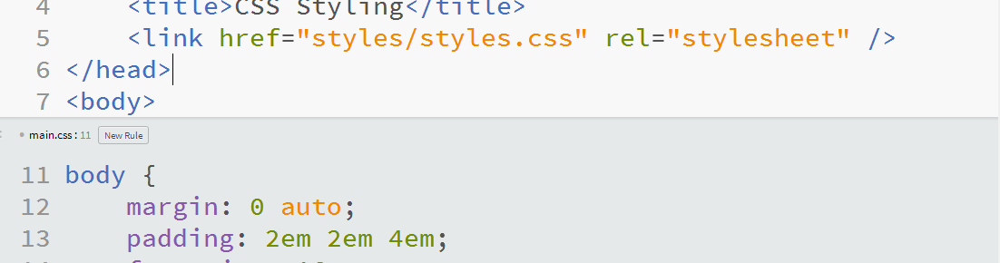 4 <title>CSS Styling</title>
5 <link href="styles/styles.css" rel="stylesheet" />
6 </head>
7 <body>
main.css : 11 New Rule
11 body {
12 margin: 0 auto;
13 padding: 2em 2em 4em;